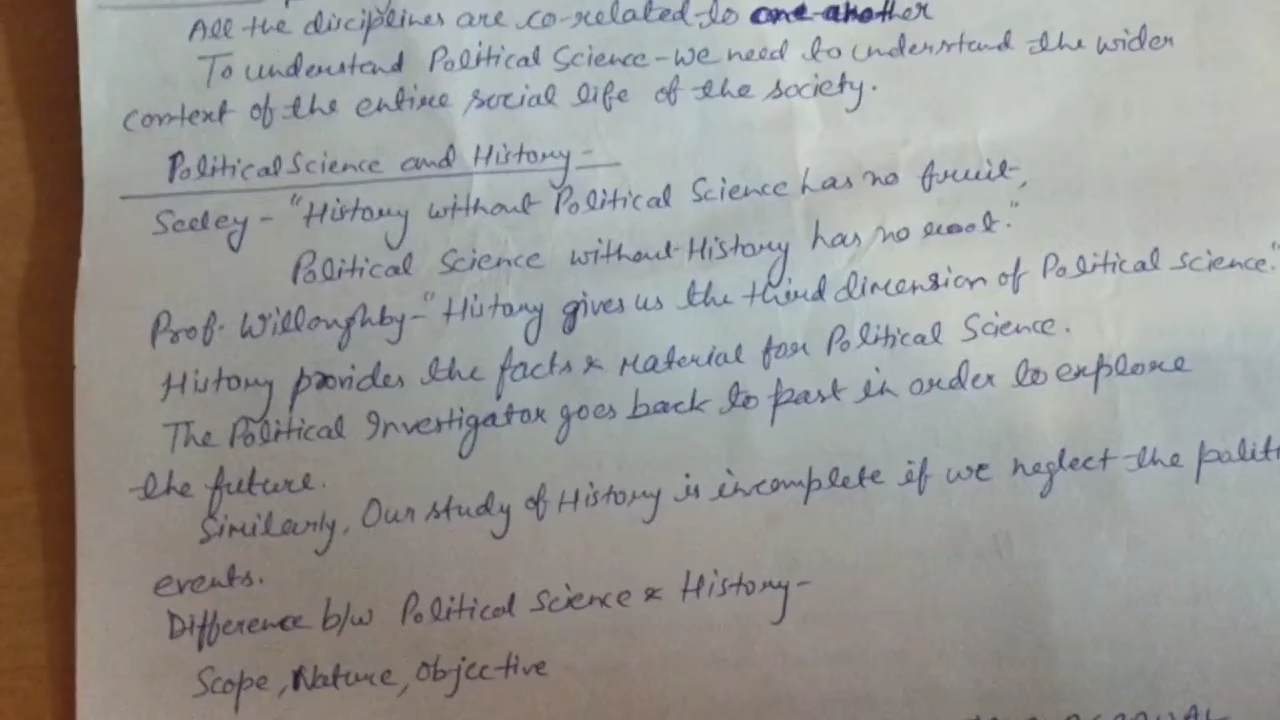 All the disciplines are co-related to one another
To understand Political Science - we need to understand the wider
context of the entire social life of the society.
Political Science and History -
Seeley - "History without Political Science has no fruit,
Political Science without History has no root."
Prof. Willoughby - "History gives us the third dimension of Political Science."
History provides the facts & material for Political Science.
The Political Investigator goes back to past in order to explore
the future.
Similarly, Our study of History is incomplete if we neglect the polit
events.
Difference b/w Political Science & History -
Scope, Nature, Objective